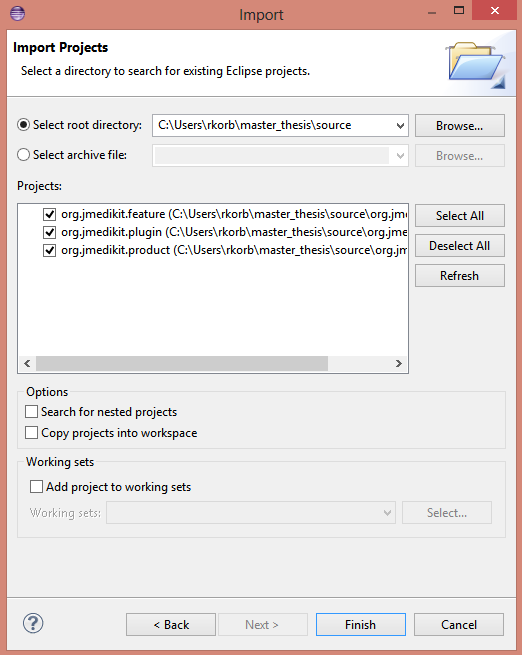 Import
Import Projects
Select a directory to search for existing Eclipse projects.
Select root directory: C:\Users\rkorb\master_thesis\source Browse...
Select archive file: Browse...
Projects:
org.jmedikit.feature (C:\Users\rkorb\master_thesis\source\org.jme
org.jmedikit.plugin (C:\Users\rkorb\master_thesis\source\org.jme
org.jmedikit.product (C:\Users\rkorb\master_thesis\source\org.jm
Select All
Deselect All
Refresh
Options
Search for nested projects
Copy projects into workspace
Working sets
Add project to working sets
Working sets: Select...
? < Back Next > Finish Cancel